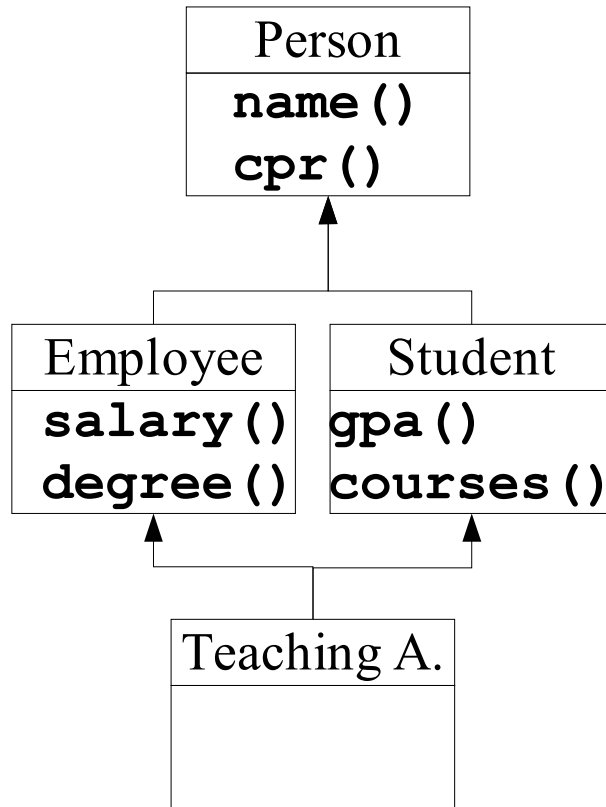 Person
name()
cpr()
Employee
salary()
degree()
Student
gpa()
courses()
Teaching A.